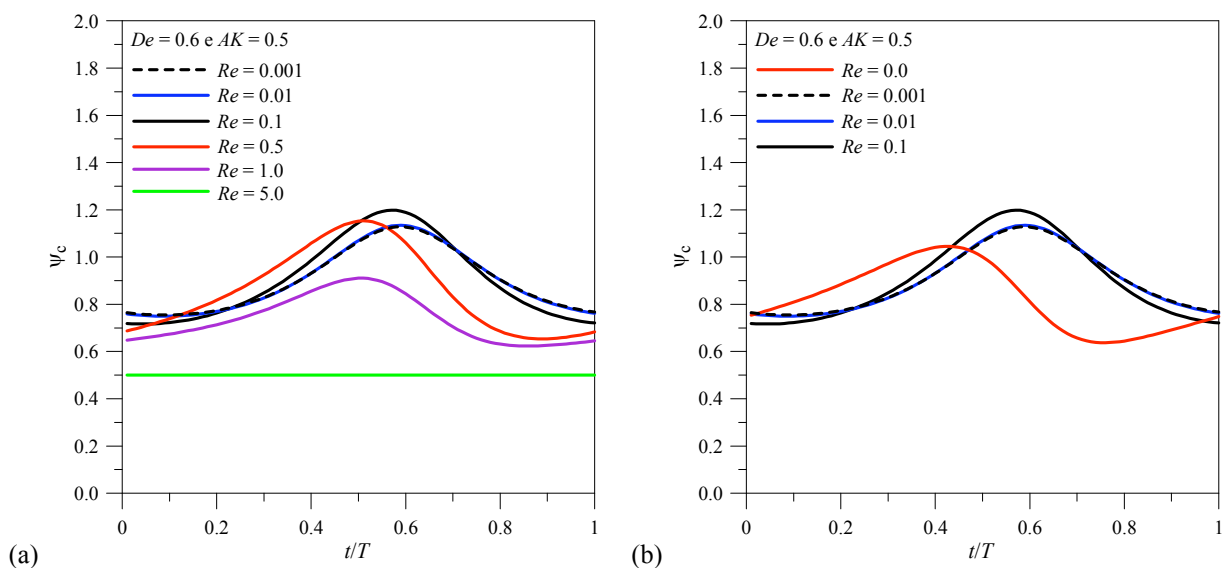 De = 0.6 e AK = 0.5
Re = 0.001
Re = 0.01
Re = 0.1
Re = 0.5
Re = 1.0
Re = 5.0
2.0
1.8
1.6
1.4
1.2
1.0
0.8
0.6
0.4
0.2
0.0
Ψc
0
0.2
0.4
0.6
0.8
1
t/T
(a)
De = 0.6 e AK = 0.5
Re = 0.0
Re = 0.001
Re = 0.01
Re = 0.1
2.0
1.8
1.6
1.4
1.2
1.0
0.8
0.6
0.4
0.2
0.0
Ψc
0
0.2
0.4
0.6
0.8
1
t/T
(b)